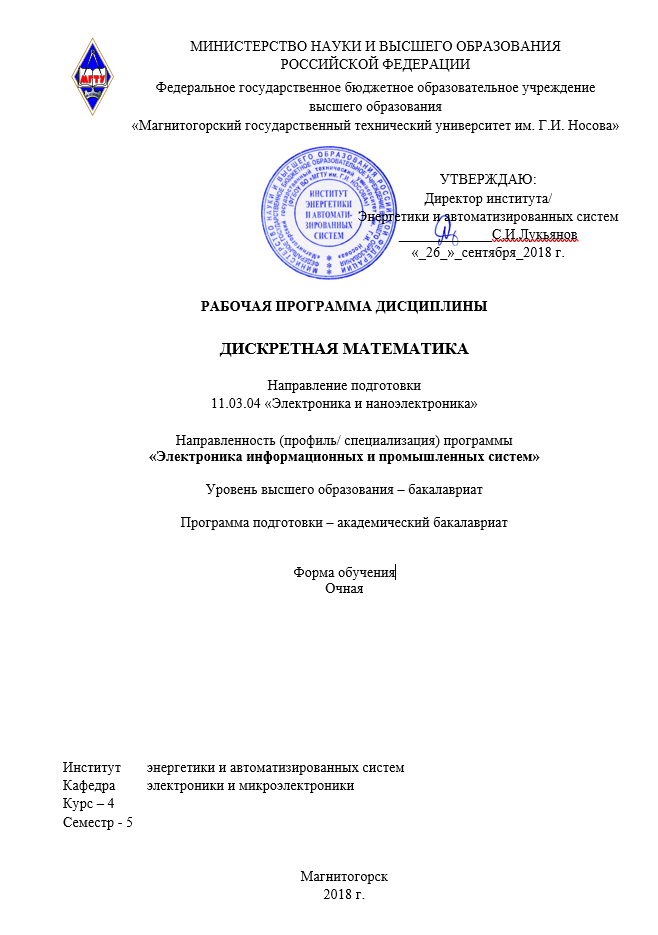 МГТУ
МИНИСТЕРСТВО НАУКИ И ВЫСШЕГО ОБРАЗОВАНИЯ
РОССИЙСКОЙ ФЕДЕРАЦИИ
Федеральное государственное бюджетное образовательное учреждение
высшего образования
«Магнитогорский государственный технический университет им. Г.И. Носова»
ИНСТИТУТ
ЭНЕРГЕТИКИ
И АВТОМАТИ-
ЗИРОВАННЫХ
СИСТЕМ
УТВЕРЖДАЮ:
Директор института/
Энергетики и автоматизированных систем
_____________С.И.Лукьянов
«_26_»_сентября_2018 г.
РАБОЧАЯ ПРОГРАММА ДИСЦИПЛИНЫ
ДИСКРЕТНАЯ МАТЕМАТИКА
Направление подготовки
11.03.04 «Электроника и наноэлектроника»
Направленность (профиль/ специализация) программы
«Электроника информационных и промышленных систем»
Уровень высшего образования – бакалавриат
Программа подготовки – академический бакалавриат
Форма обучения
Очная
Институт энергетики и автоматизированных систем
Кафедра электроники и микроэлектроники
Курс – 4
Семестр - 5
Магнитогорск
2018 г.